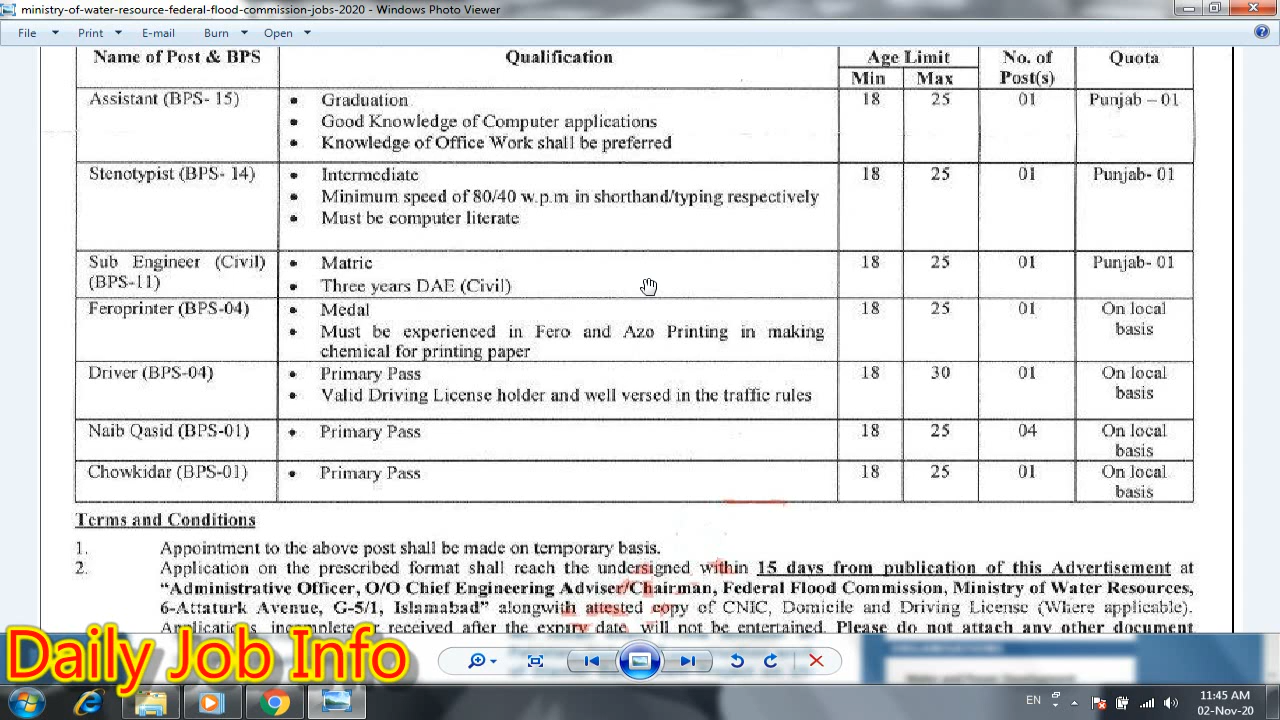 ministry-of-water-resource-federal-flood-commission-jobs-2020 - Windows Photo Viewer
File Print E-mail Burn Open
Name of Post & BPS Qualification Age Limit No. of Quota
Min Max Post(s)
Assistant (BPS- 15) • Graduation 18 25 01 Punjab – 01
• Good Knowledge of Computer applications
• Knowledge of Office Work shall be preferred
Stenotypist (BPS- 14) • Intermediate 18 25 01 Punjab- 01
• Minimum speed of 80/40 w.p.m in shorthand/typing respectively
• Must be computer literate
Sub Engineer (Civil) • Matric 18 25 01 Punjab- 01
(BPS-11) • Three years DAE (Civil)
Feroprinter (BPS-04) • Medal 18 25 01 On local
• Must be experienced in Fero and Azo Printing in making basis
chemical for printing paper
Driver (BPS-04) • Primary Pass 18 30 01 On local
• Valid Driving License holder and well versed in the traffic rules basis
Naib Qasid (BPS-01) • Primary Pass 18 25 04 On local
basis
Chowkidar (BPS-01) • Primary Pass 18 25 01 On local
basis
Terms and Conditions
1. Appointment to the above post shall be made on temporary basis.
2. Application on the prescribed format shall reach the undersigned within 15 days from publication of this Advertisement at
"Administrative Officer, O/O Chief Engineering Adviser/Chairman, Federal Flood Commission, Ministry of Water Resources,
6-Attaturk Avenue, G-5/1, Islamabad" alongwith attested copy of CNIC, Domicile and Driving License (Where applicable).
Applications incomplete or received after the expiry date will not be entertained. Please do not attach any other document
Daily Job Info
EN
11:45 AM
02-Nov-20